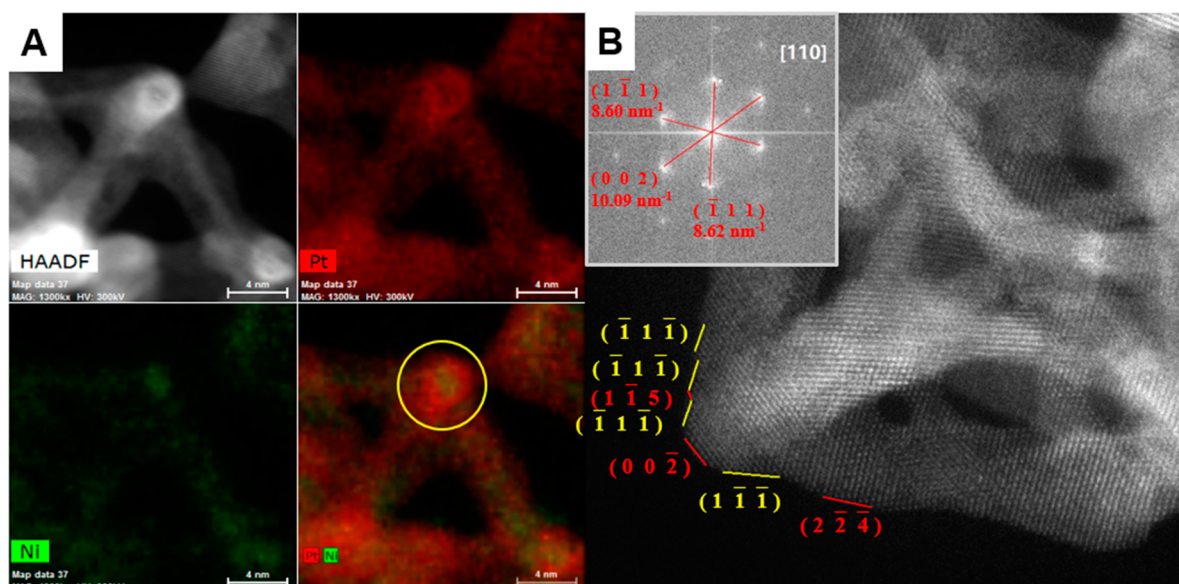 A
HAADF
Map data 37
MAG: 1300kx HV: 300kV
4 nm
Pt
Map data 37
MAG: 1300kx HV: 300kV
4 nm
Ni
Map data 37
4 nm
Pt Ni
Map data 37
4 nm
B
[110]
(1 1̅ 1)
8.60 nm⁻¹
(0 0 2)
10.09 nm⁻¹
(1̅ 1 1)
8.62 nm⁻¹
(1̅ 1 1̅)
(1̅ 1 1̅)
(1 1̅ 5)
(1̅ 1 1̅)
(0 0 2̅)
(1 1̅ 1̅)
(2 2̅ 4̅)